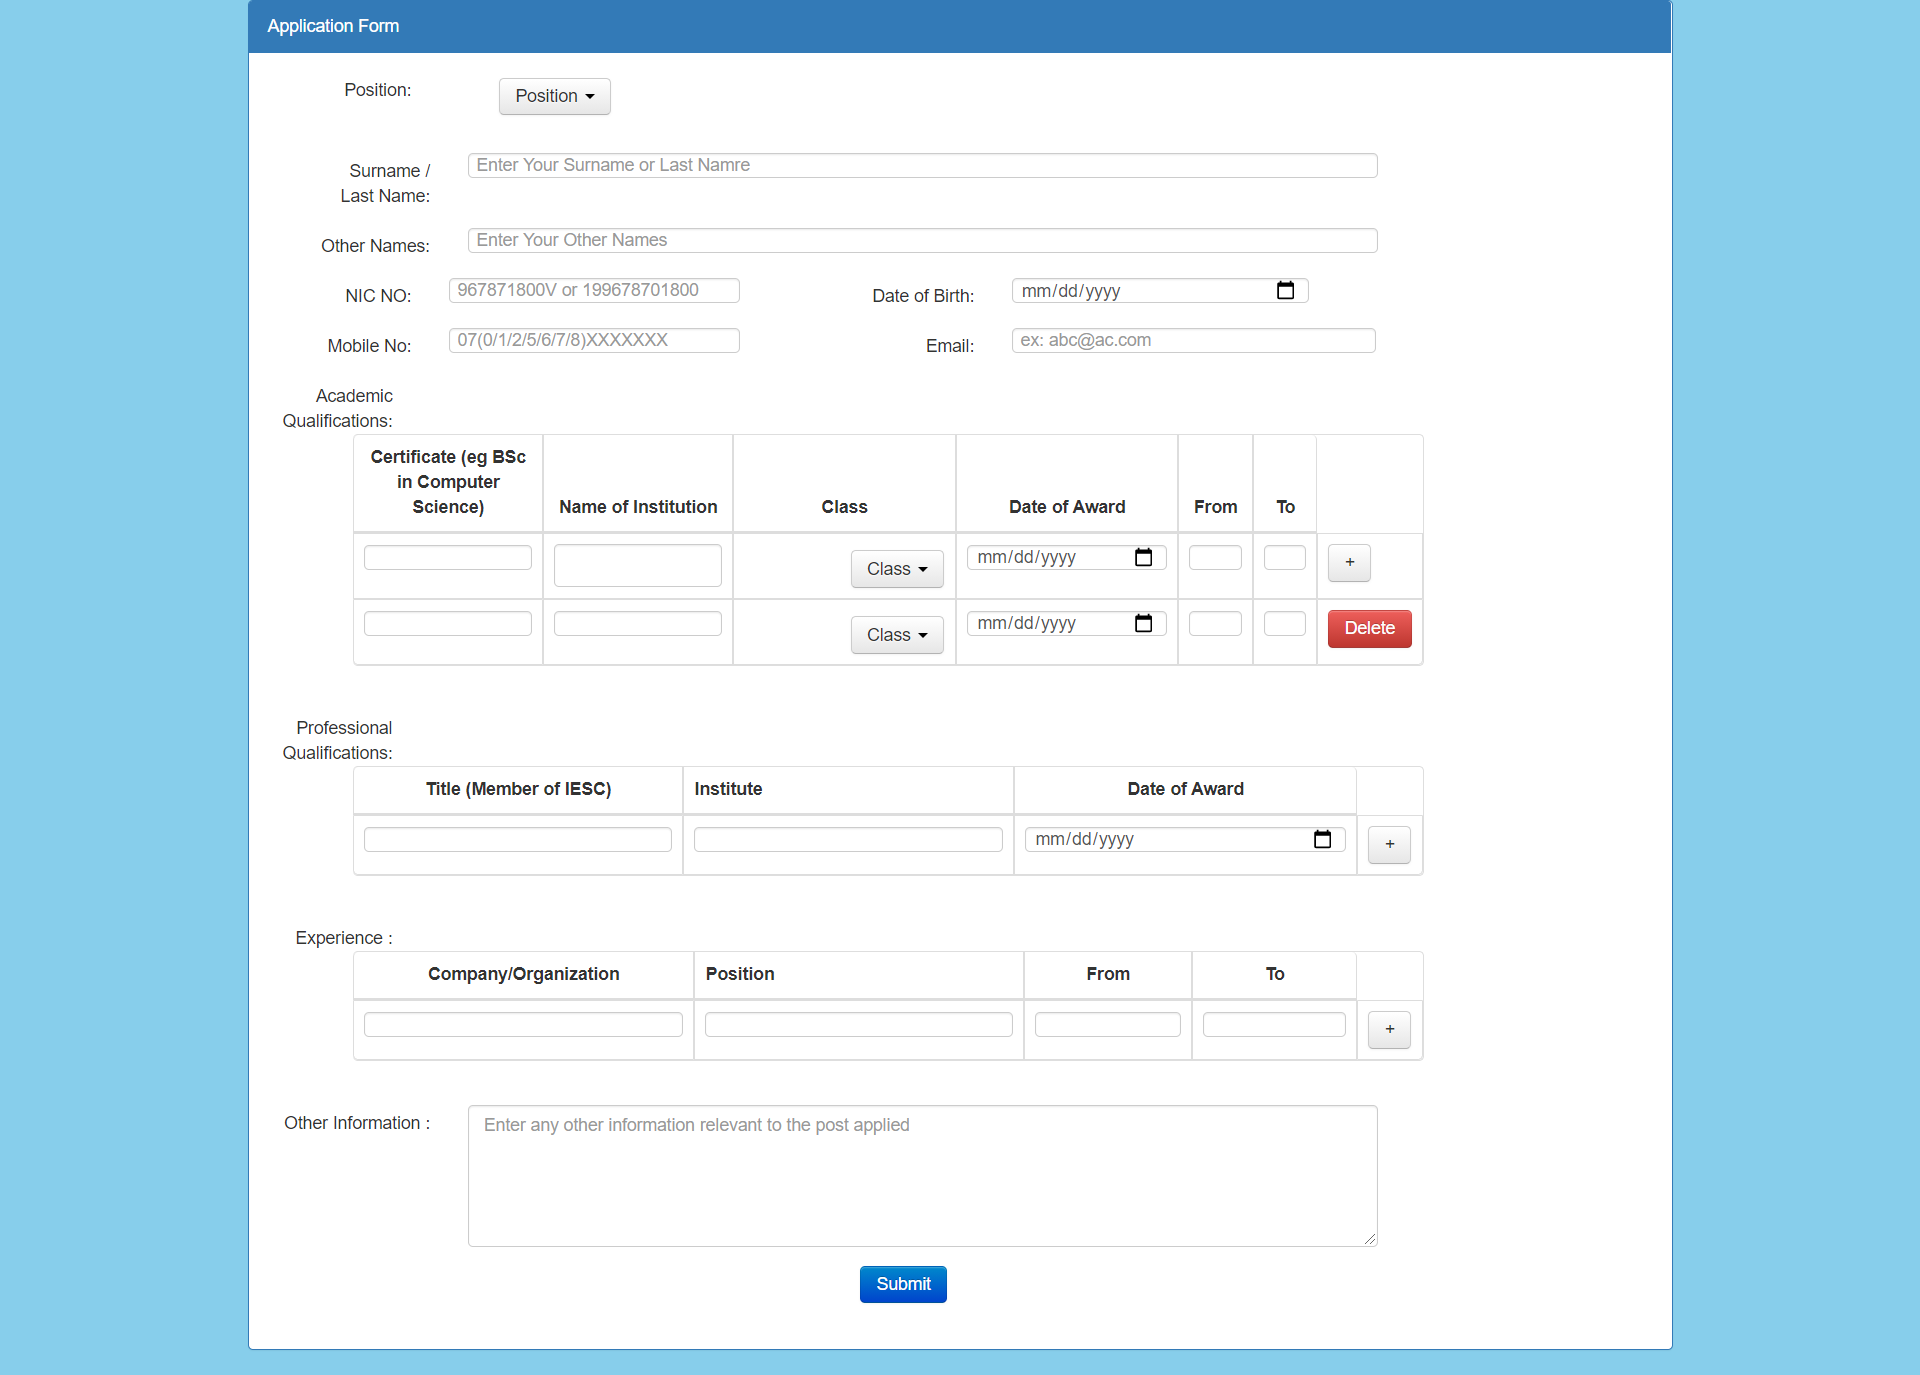 Application Form
Position:
Position
Surname /
Last Name:
Enter Your Surname or Last Namre
Other Names:
Enter Your Other Names
NIC NO:
967871800V or 199678701800
Date of Birth:
mm/dd/yyyy
Mobile No:
07(0/1/2/5/6/7/8)XXXXXXX
Email:
ex: abc@ac.com
Academic
Qualifications:
Certificate (eg BSc
in Computer
Science)
Name of Institution
Class
Date of Award
From
To
Class
mm/dd/yyyy
+
Class
mm/dd/yyyy
Delete
Professional
Qualifications:
Title (Member of IESC)
Institute
Date of Award
mm/dd/yyyy
+
Experience :
Company/Organization
Position
From
To
+
Other Information :
Enter any other information relevant to the post applied
Submit